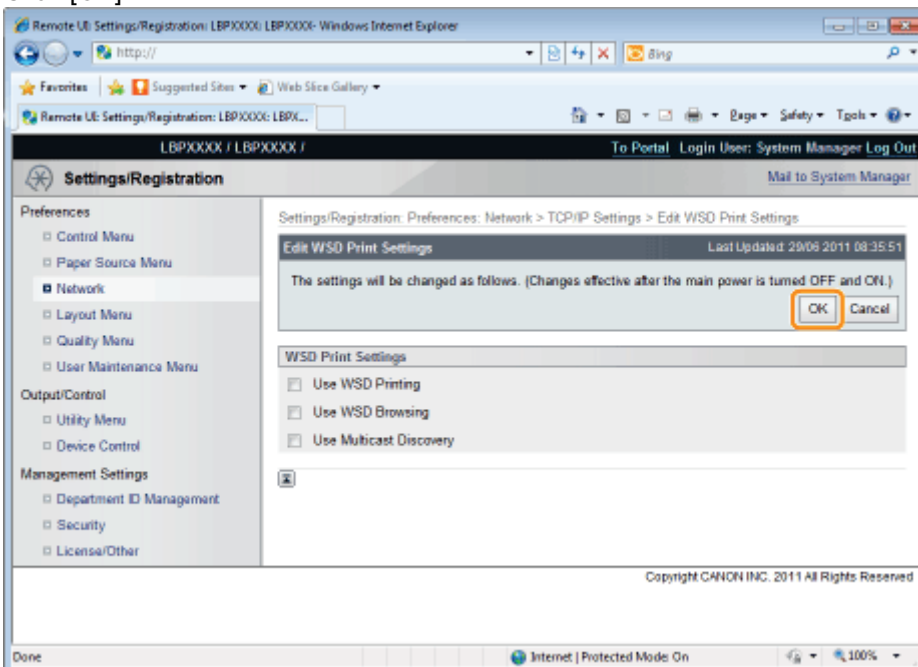 Remote UI: Settings/Registration: LBPXXXX: LBPXXXX- Windows Internet Explorer
http://
Bing
Favorites Suggested Sites Web Slice Gallery
Remote UI: Settings/Registration: LBPXXXX: LBPX... Page Safety Tools
LBPXXXX / LBPXXXX / To Portal Login User: System Manager Log Out
Settings/Registration Mail to System Manager
Preferences
Control Menu
Paper Source Menu
Network
Layout Menu
Quality Menu
User Maintenance Menu
Output/Control
Utility Menu
Device Control
Management Settings
Department ID Management
Security
License/Other
Settings/Registration: Preferences: Network > TCP/IP Settings > Edit WSD Print Settings
Edit WSD Print Settings Last Updated: 29/06 2011 08:35:51
The settings will be changed as follows. (Changes effective after the main power is turned OFF and ON.)
OK Cancel
WSD Print Settings
Use WSD Printing
Use WSD Browsing
Use Multicast Discovery
Copyright CANON INC. 2011 All Rights Reserved
Done Internet | Protected Mode: On 100%